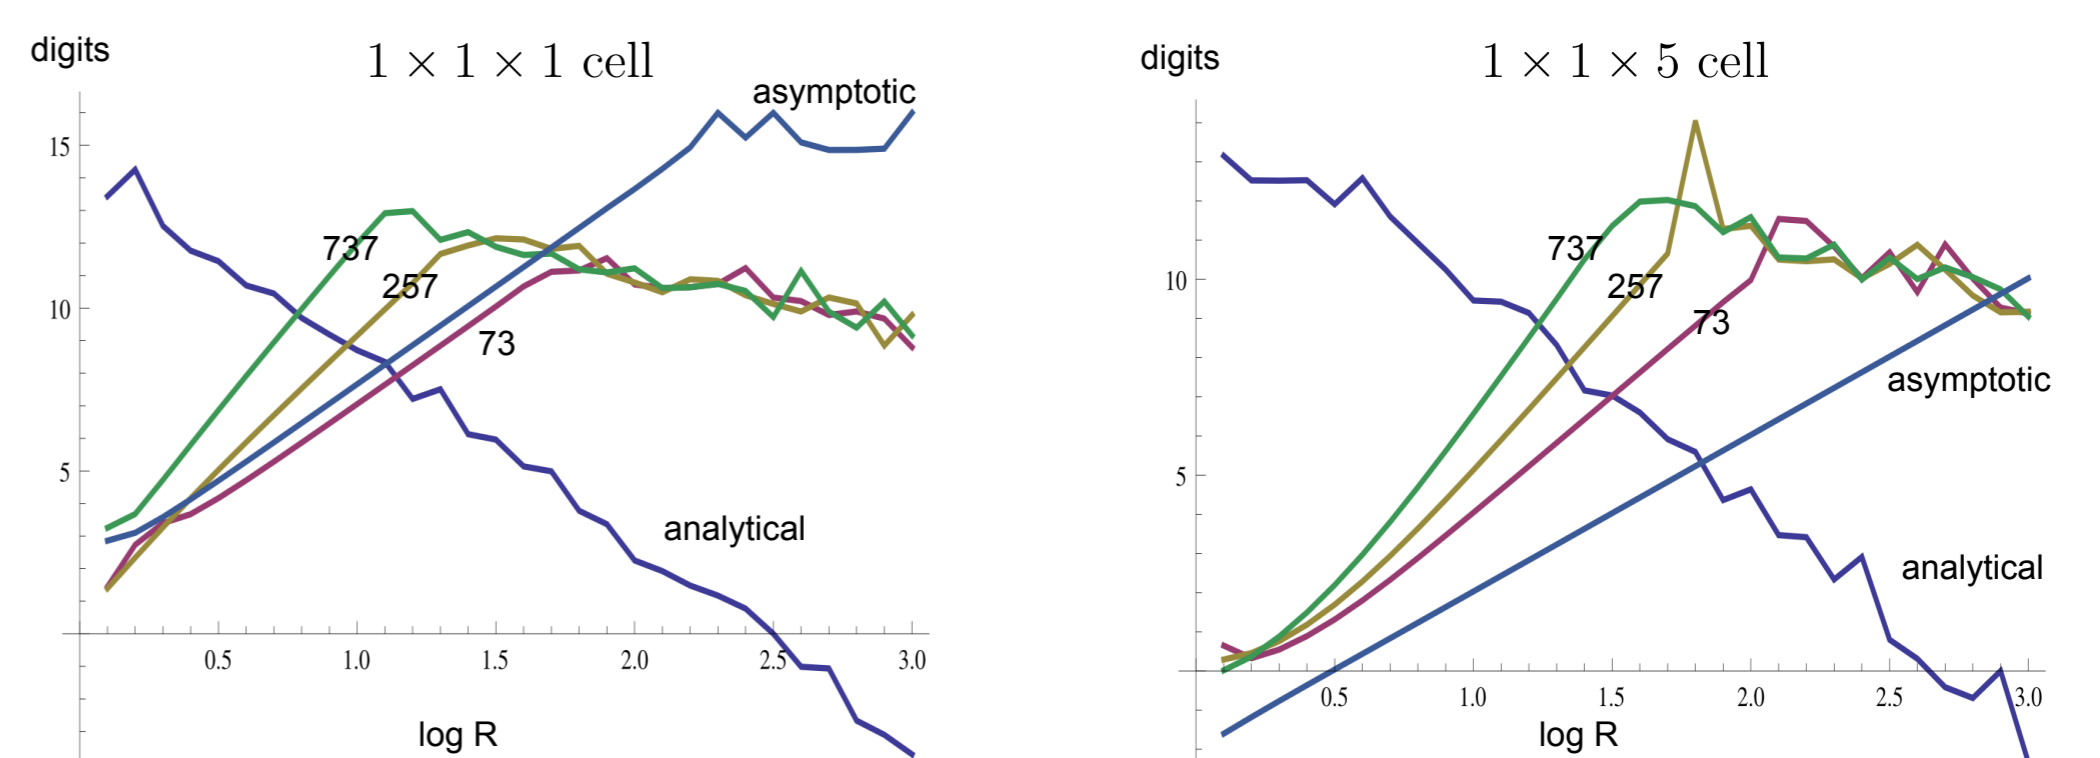 digits
1 × 1 × 1 cell
asymptotic
15
737
10
257
73
5
analytical
0.5 1.0 1.5 2.0 2.5 3.0
log R
digits
1 × 1 × 5 cell
737
10
257
73
asymptotic
5
analytical
0.5 1.0 1.5 2.0 2.5 3.0
log R